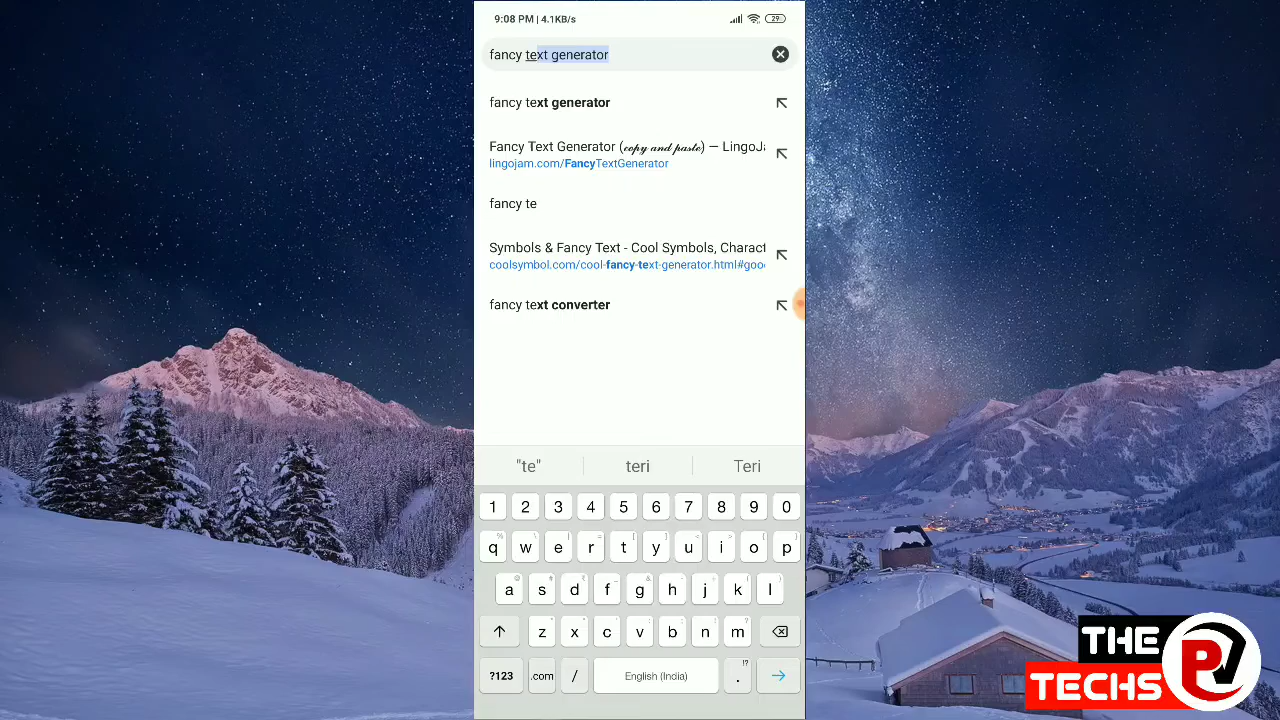 9:08 PM | 4.1KB/s
29
fancy text generator
fancy text generator
Fancy Text Generator (𝓬𝓸𝓹𝔂 𝓪𝓷𝓭 𝓹𝓪𝓼𝓽𝓮) — LingoJa
lingojam.com/FancyTextGenerator
fancy te
Symbols & Fancy Text - Cool Symbols, Charact
coolsymbol.com/cool-fancy-text-generator.html#goo
fancy text converter
"te" teri Teri
1 2 3 4 5 6 7 8 9 0
q w e r t y u i o p
a s d f g h j k l
z x c v b n m
?123 .com / English (India) . !?
THE
TECHS
PV